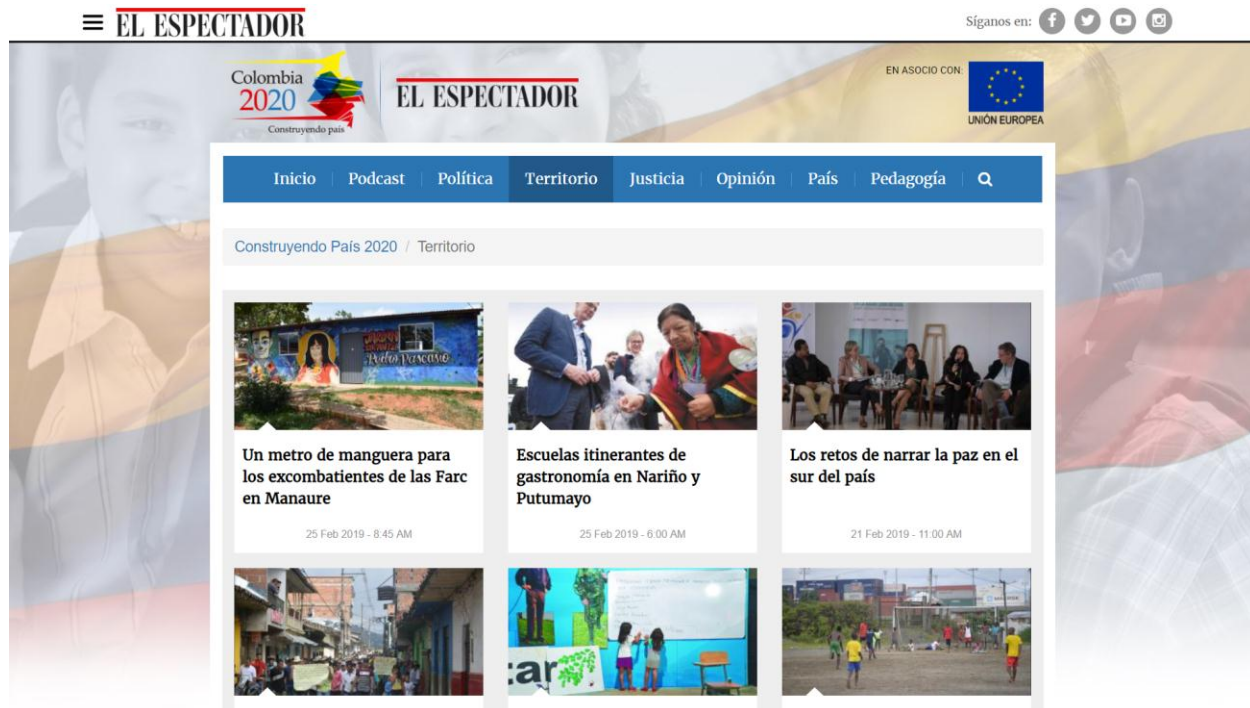 EL ESPECTADOR
Síganos en:
Colombia
2020
Construyendo país
EL ESPECTADOR
EN ASOCIO CON:
UNIÓN EUROPEA
Inicio Podcast Política Territorio Justicia Opinión País Pedagogía
Construyendo País 2020 / Territorio
Pedro Pascasio
Un metro de manguera para
los excombatientes de las Farc
en Manaure
25 Feb 2019 - 8:45 AM
Escuelas itinerantes de
gastronomía en Nariño y
Putumayo
25 Feb 2019 - 6:00 AM
Los retos de narrar la paz en el
sur del país
21 Feb 2019 - 11:00 AM
tar